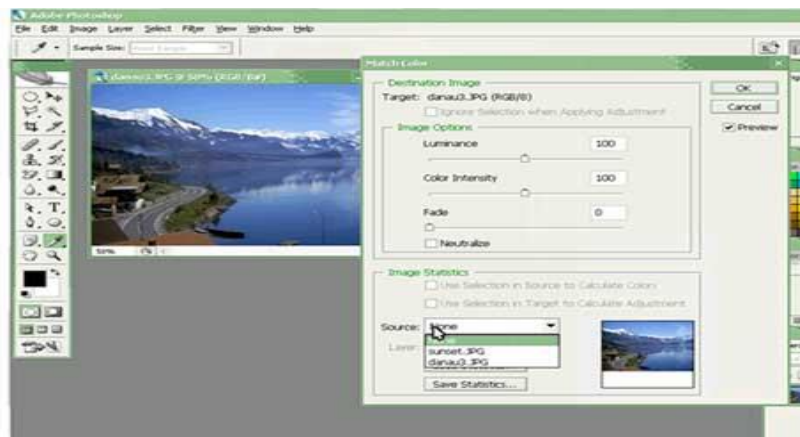 Adobe Photoshop
File Edit Image Layer Select Filter View Window Help
Sample Size: Point Sample
danau3.JPG @ 50% (RGB/8#)
50%
Match Color
Destination Image
Target: danau3.JPG (RGB/8)
Ignore Selection when Applying Adjustment
Image Options
Luminance 100
Color Intensity 100
Fade 0
Neutralize
OK
Cancel
Preview
Image Statistics
Use Selection in Source to Calculate Colors
Use Selection in Target to Calculate Adjustment
Source: None
sunset.JPG
Layer:
danau3.JPG
Save Statistics...